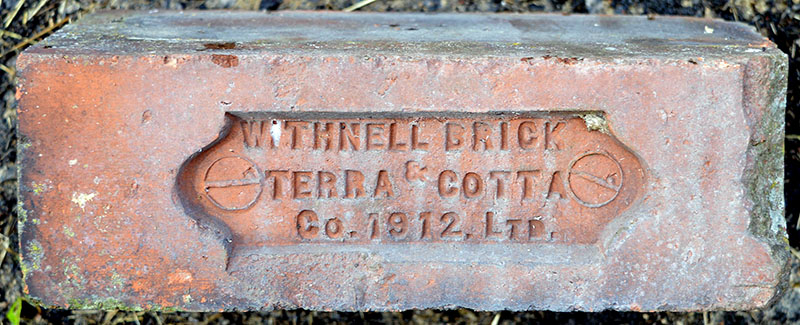 WITHNELL BRICK
TERRA & COTTA
Co. 1912, LTD.